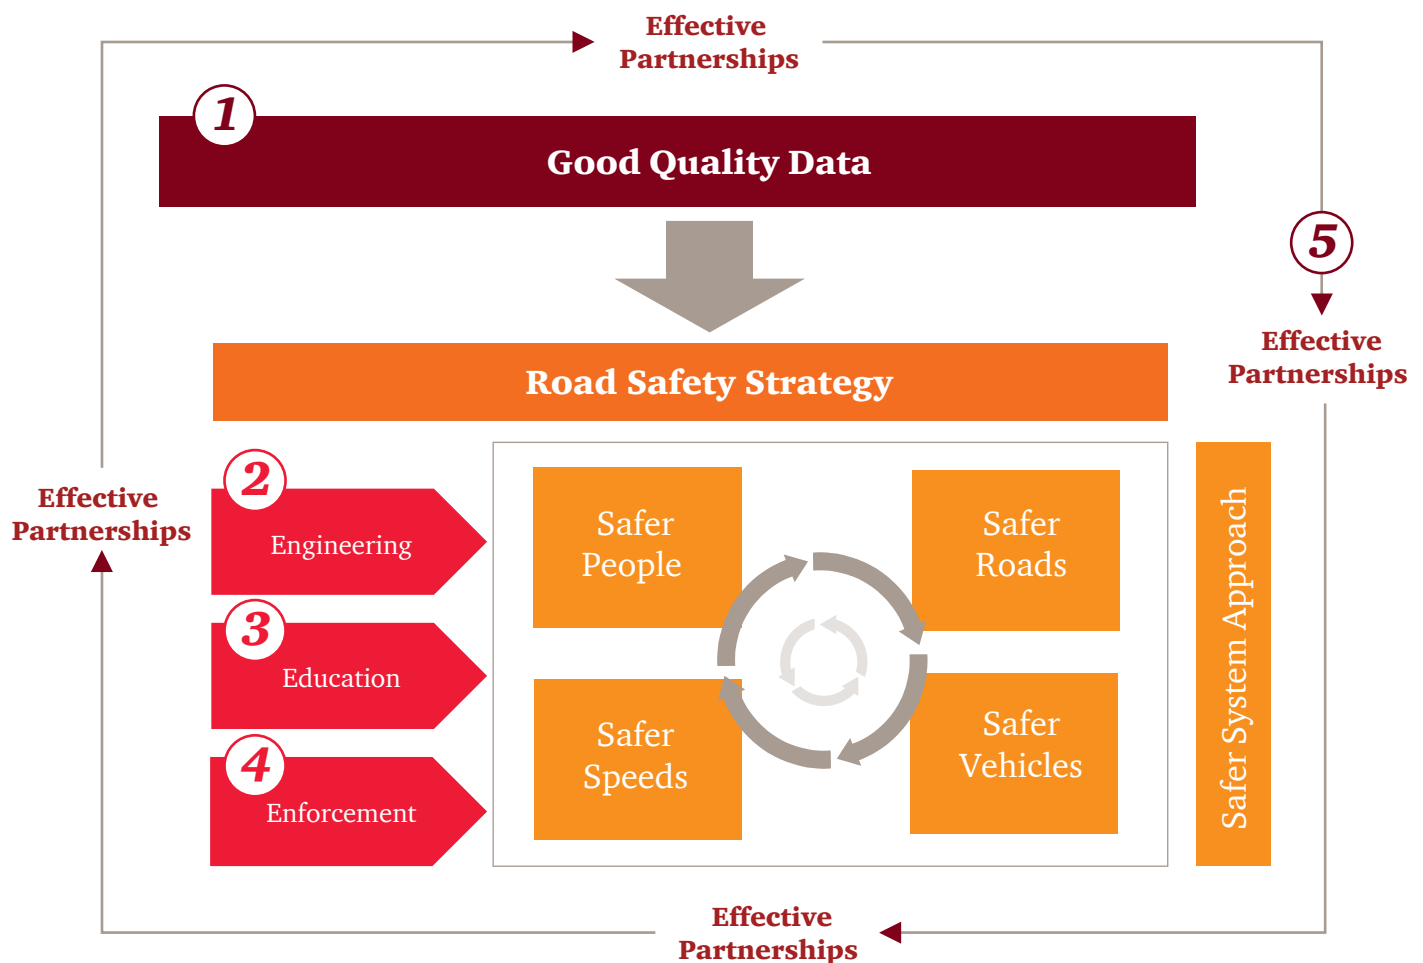 Effective
Partnerships
1
Good Quality Data
5
Effective
Partnerships
Road Safety Strategy
2
Engineering
3
Education
4
Enforcement
Effective
Partnerships
Safer
People
Safer
Roads
Safer
Speeds
Safer
Vehicles
Safer System Approach
Effective
Partnerships